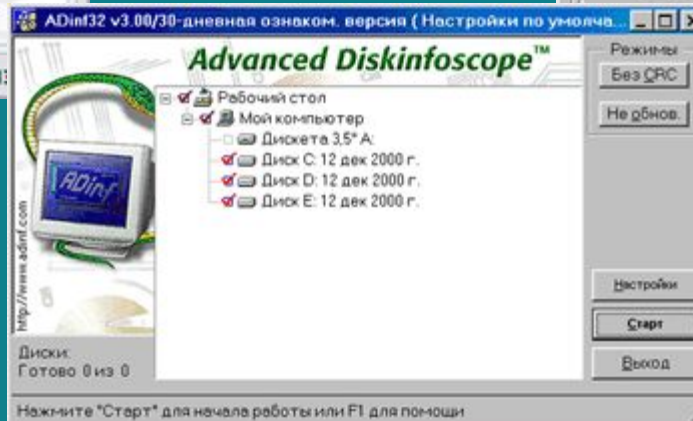 ADinf32 v3.00/30-дневная ознаком. версия ( Настройки по умолча...
Advanced Diskinfoscope™
Режимы
Без CRC
Не обнов.
Рабочий стол
Мой компьютер
Дискета 3,5" A:
Диск C: 12 дек 2000 г.
Диск D: 12 дек 2000 г.
Диск E: 12 дек 2000 г.
ADinf
http://www.adinf.com
Настройки
Старт
Выход
Диски:
Готово 0 из 0
Нажмите "Старт" для начала работы или F1 для помощи